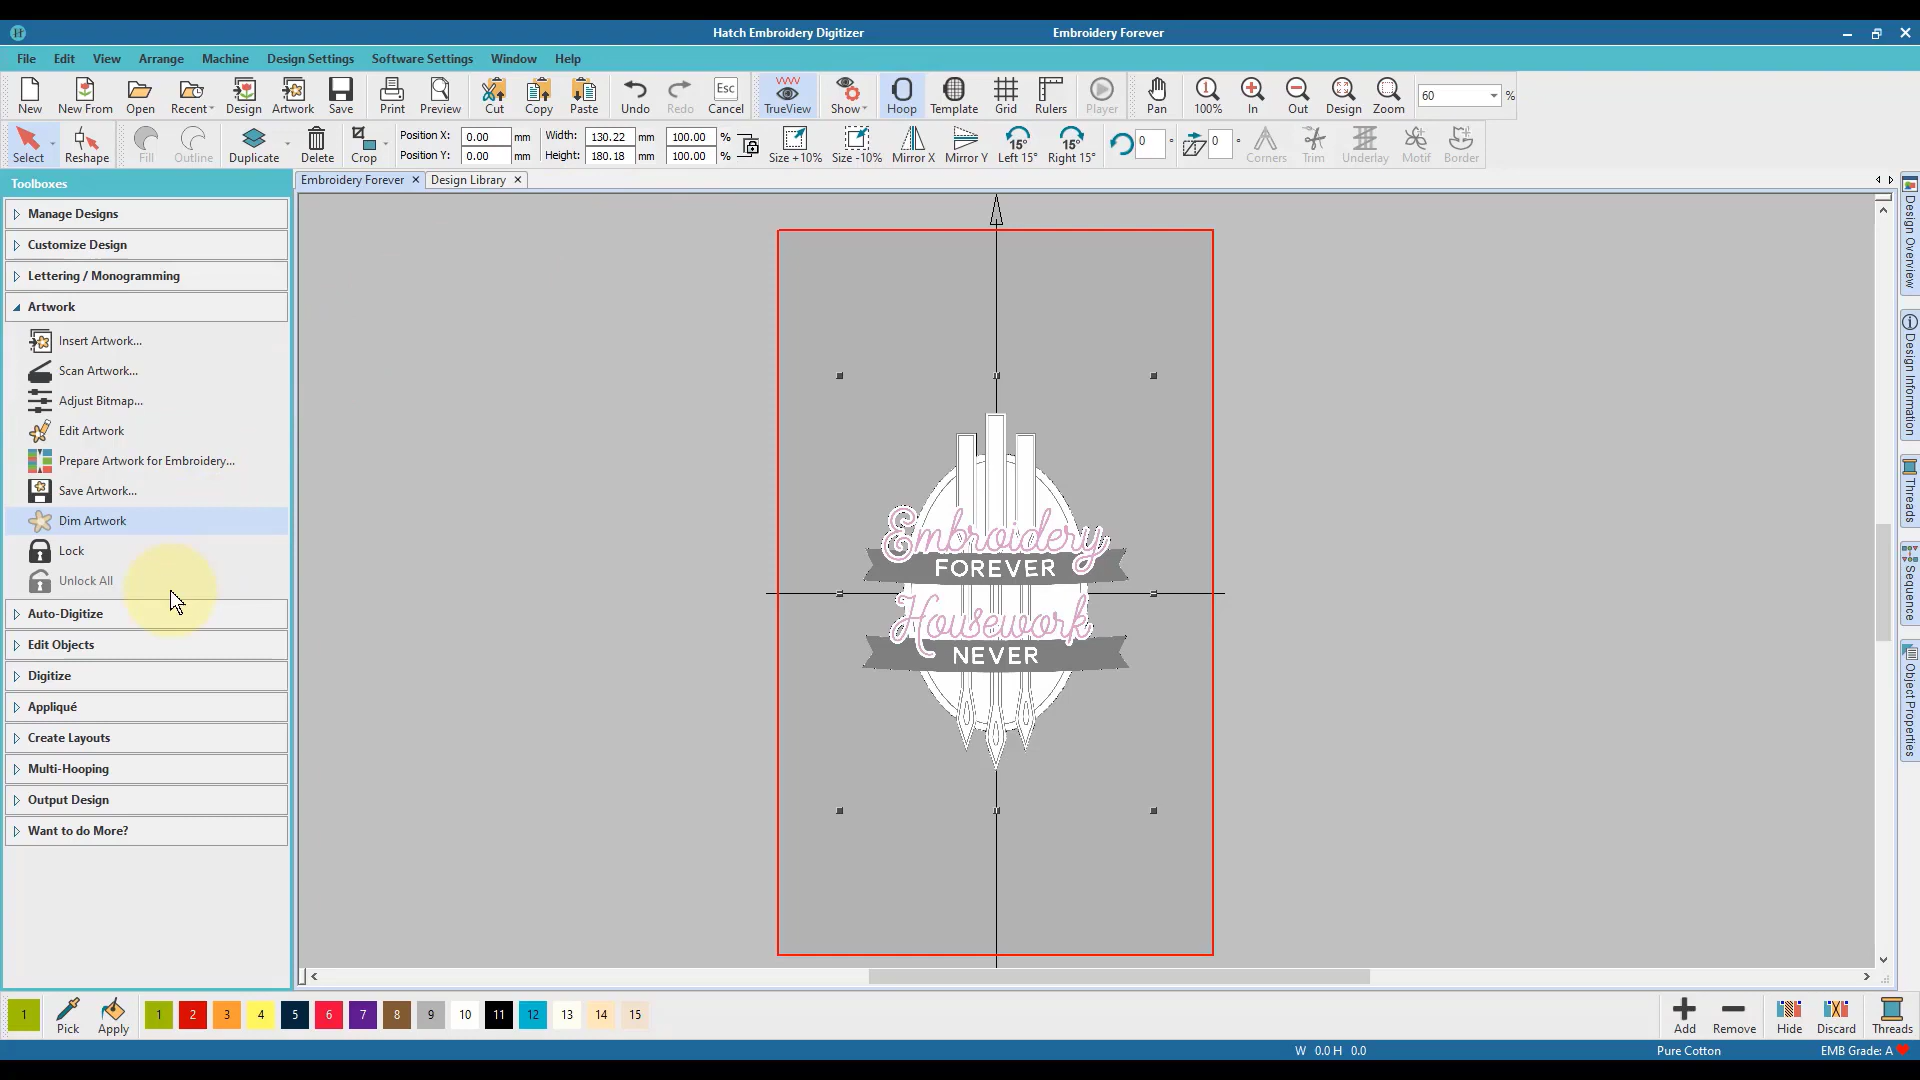 Hatch Embroidery Digitizer Embroidery Forever
File Edit View Arrange Machine Design Settings Software Settings Window Help
New New From Open Recent Design Artwork Save Print Preview Cut Copy Paste Undo Redo Esc Cancel TrueView Show Hoop Template Grid Rulers Player Pan 1 100% In Out Design Zoom 60 %
Select Reshape Fill Outline Duplicate Delete Crop
Position X: 0.00 mm Width: 130.22 mm 100.00 %
Position Y: 0.00 mm Height: 180.18 mm 100.00 %
Size +10% Size -10% Mirror X Mirror Y 15° Left 15° 15° Right 15° 0 ° 0 ° Corners Trim Underlay Motif Border
Toolboxes
Embroidery Forever Design Library
Manage Designs
Customize Design
Lettering / Monogramming
Artwork
Insert Artwork...
Scan Artwork...
Adjust Bitmap...
Edit Artwork
Prepare Artwork for Embroidery...
Save Artwork...
Dim Artwork
Lock
Unlock All
Auto-Digitize
Edit Objects
Digitize
Appliqué
Create Layouts
Multi-Hooping
Output Design
Want to do More?
Embroidery
FOREVER
Housework
NEVER
Design Overview
Design Information
Threads
Sequence
Object Properties
1 Pick Apply 1 2 3 4 5 6 7 8 9 10 11 12 13 14 15 Add Remove Hide Discard Threads
W 0.0 H 0.0 Pure Cotton EMB Grade: A